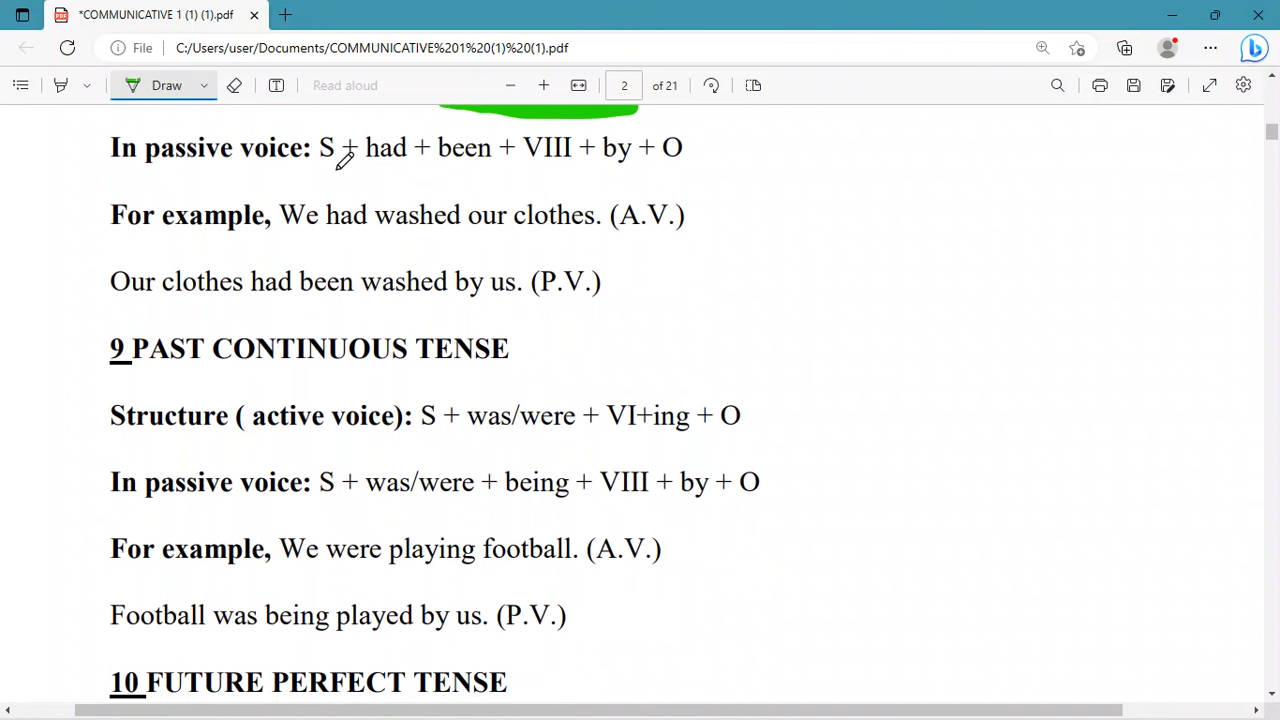 *COMMUNICATIVE 1 (1) (1).pdf
File C:/Users/user/Documents/COMMUNICATIVE%201%20(1)%20(1).pdf
Draw Read aloud 2 of 21
In passive voice: S + had + been + VIII + by + O
For example, We had washed our clothes. (A.V.)
Our clothes had been washed by us. (P.V.)
9 PAST CONTINUOUS TENSE
Structure ( active voice): S + was/were + VI+ing + O
In passive voice: S + was/were + being + VIII + by + O
For example, We were playing football. (A.V.)
Football was being played by us. (P.V.)
10 FUTURE PERFECT TENSE